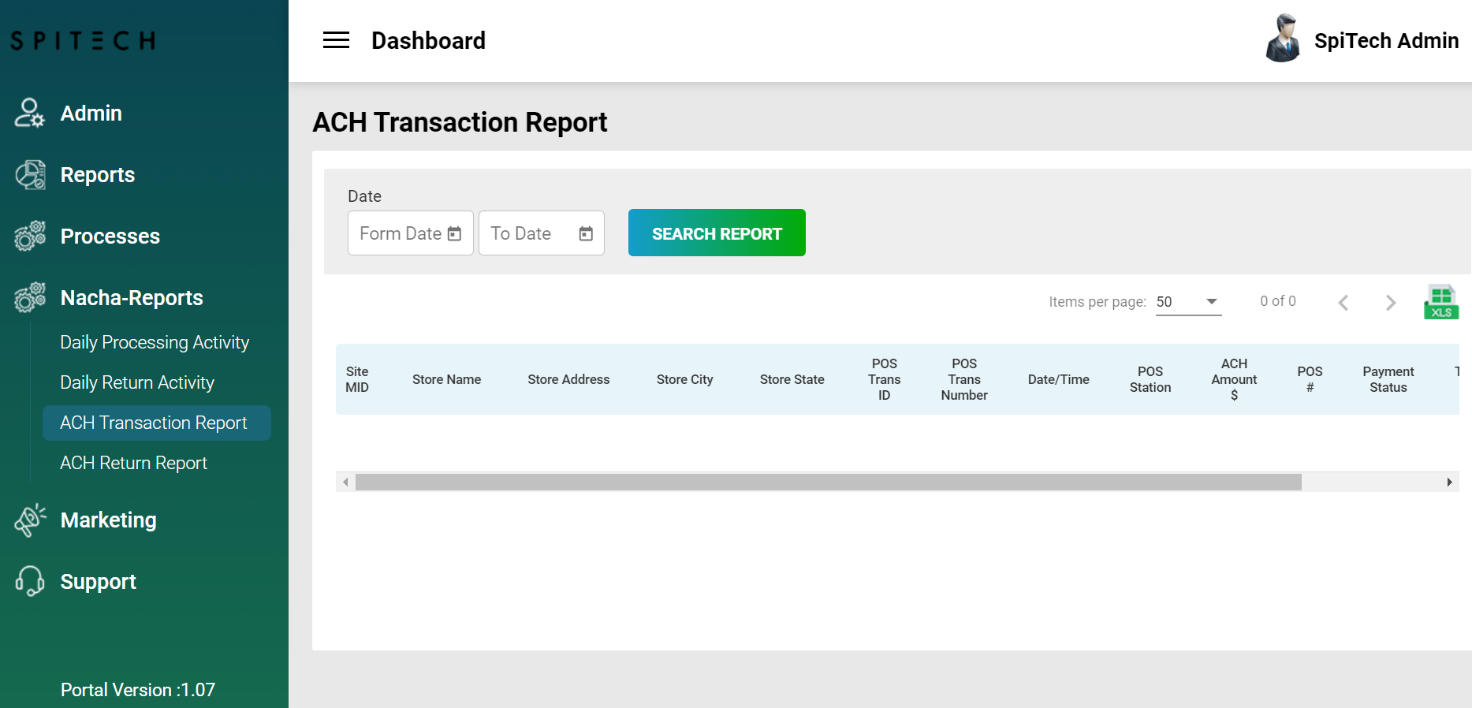 SPITECH
Dashboard
SpiTech Admin
Admin
Reports
Processes
Nacha-Reports
Daily Processing Activity
Daily Return Activity
ACH Transaction Report
ACH Return Report
Marketing
Support
Portal Version :1.07
ACH Transaction Report
Date
Form Date
To Date
SEARCH REPORT
Items per page: 50
0 of 0
XLS
Site
MID
Store Name
Store Address
Store City
Store State
POS
Trans
ID
POS
Trans
Number
Date/Time
POS
Station
ACH
Amount
$
POS
#
Payment
Status